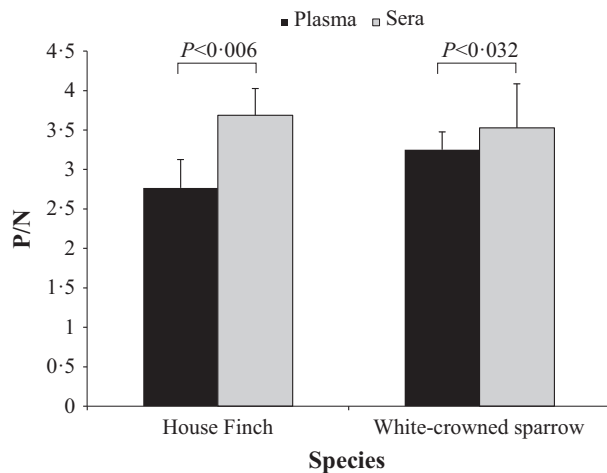 Plasma Sera
P<0·006
P<0·032
4·5
4
3·5
3
2·5
2
1·5
1
0·5
0
P/N
House Finch
White-crowned sparrow
Species